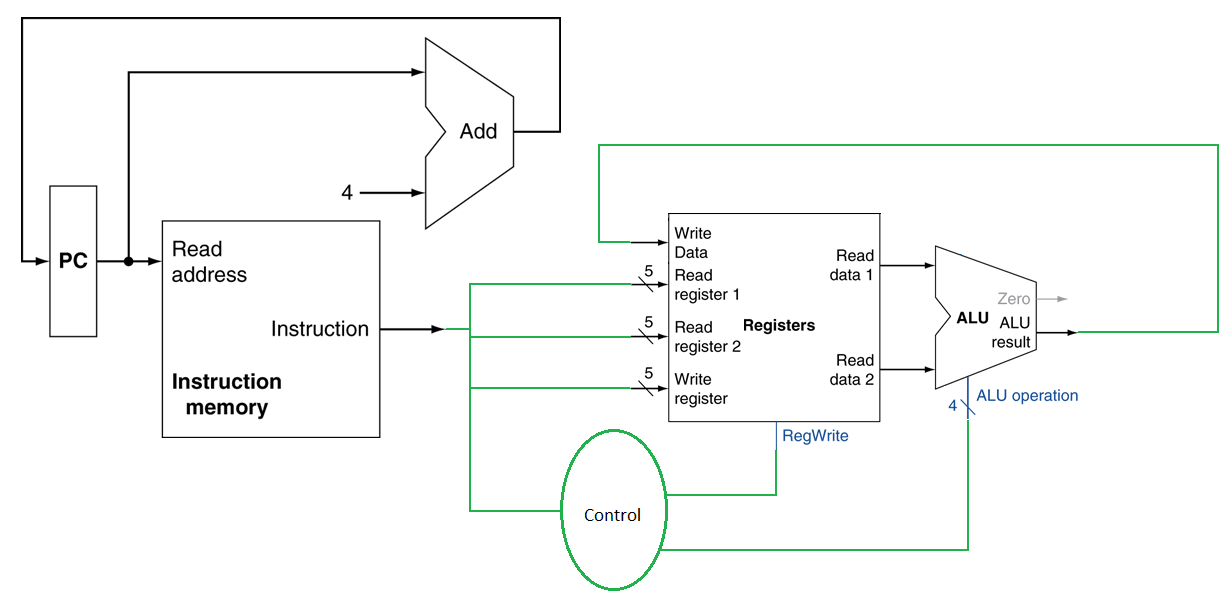 Add
4
PC
Read
address
Instruction
Instruction
memory
Write
Data
5
Read
register 1
5
Read
register 2
5
Write
register
Registers
Read
data 1
Read
data 2
RegWrite
Zero
ALU
ALU
result
4
ALU operation
Control